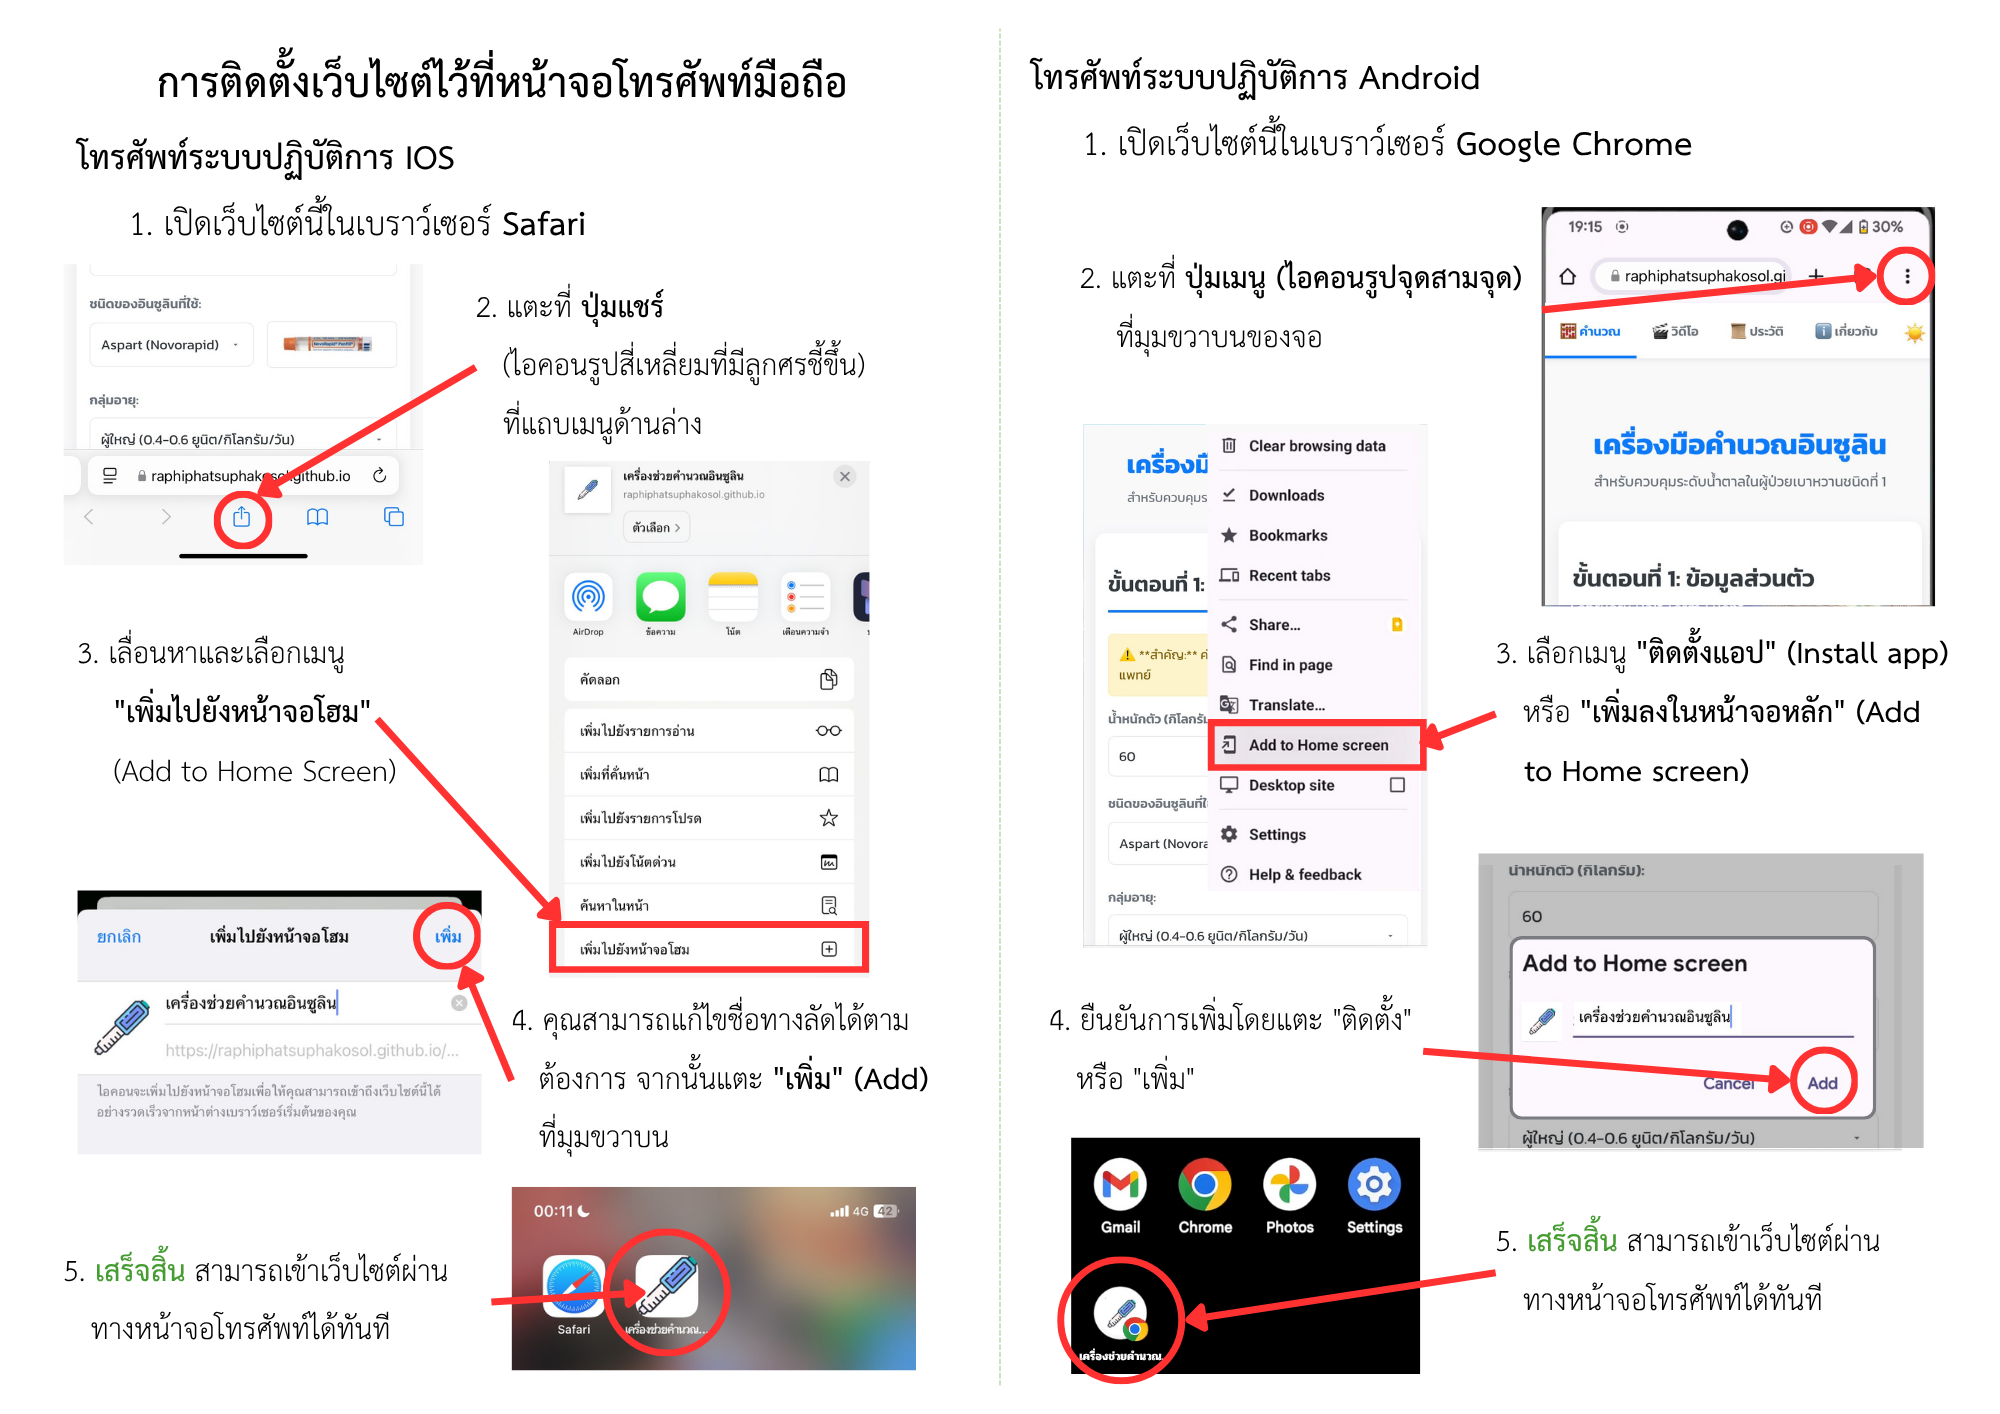 การติดตั้งเว็บไซต์ไว้ที่หน้าจอโทรศัพท์มือถือ
โทรศัพท์ระบบปฏิบัติการ IOS
1. เปิดเว็บไซต์นี้ในเบราว์เซอร์ Safari
ชนิดของอินซูลินที่ใช้:
Aspart (Novorapid)
NovoRapid® Penfill®
กลุ่มอายุ:
ผู้ใหญ่ (0.4-0.6 ยูนิต/กิโลกรัม/วัน)
raphiphatsuphakosol.github.io
2. แตะที่ ปุ่มแชร์
(ไอคอนรูปสี่เหลี่ยมที่มีลูกศรชี้ขึ้น)
ที่แถบเมนูด้านล่าง
เครื่องช่วยคำนวณอินซูลิน
raphiphatsuphakosol.github.io
ตัวเลือก >
AirDrop
ข้อความ
โน้ต
เตือนความจำ
คัดลอก
เพิ่มไปยังรายการอ่าน
เพิ่มที่คั่นหน้า
เพิ่มไปยังรายการโปรด
เพิ่มไปยังโน้ตด่วน
ค้นหาในหน้า
เพิ่มไปยังหน้าจอโฮม
3. เลื่อนหาและเลือกเมนู
"เพิ่มไปยังหน้าจอโฮม"
(Add to Home Screen)
ยกเลิก
เพิ่มไปยังหน้าจอโฮม
เพิ่ม
เครื่องช่วยคำนวณอินซูลิน
https://raphiphatsuphakosol.github.io/...
ไอคอนจะเพิ่มไปยังหน้าจอโฮมเพื่อให้คุณสามารถเข้าถึงเว็บไซต์นี้ได้
อย่างรวดเร็วจากหน้าต่างเบราว์เซอร์เริ่มต้นของคุณ
4. คุณสามารถแก้ไขชื่อทางลัดได้ตาม
ต้องการ จากนั้นแตะ "เพิ่ม" (Add)
ที่มุมขวาบน
00:11
4G 42
Safari
เครื่องช่วยคำนวณ...
5. เสร็จสิ้น สามารถเข้าเว็บไซต์ผ่าน
ทางหน้าจอโทรศัพท์ได้ทันที
โทรศัพท์ระบบปฏิบัติการ Android
1. เปิดเว็บไซต์นี้ในเบราว์เซอร์ Google Chrome
2. แตะที่ ปุ่มเมนู (ไอคอนรูปจุดสามจุด)
ที่มุมขวาบนของจอ
19:15
30%
raphiphatsuphakosol.gi
คำนวณ
วิดีโอ
ประวัติ
เกี่ยวกับ
เครื่องมือคำนวณอินซูลิน
สำหรับควบคุมระดับน้ำตาลในผู้ป่วยเบาหวานชนิดที่ 1
ขั้นตอนที่ 1: ข้อมูลส่วนตัว
เครื่องมื
สำหรับควบคุมร
ขั้นตอนที่ 1:
**สำคัญ:** ค่
แพทย์
น้ำหนักตัว (กิโลกรั
60
ชนิดของอินซูลินที่ใ
Aspart (Novora
กลุ่มอายุ:
ผู้ใหญ่ (0.4-0.6 ยูนิต/กิโลกรัม/วัน)
Clear browsing data
Downloads
Bookmarks
Recent tabs
Share...
Find in page
Translate...
Add to Home screen
Desktop site
Settings
Help & feedback
3. เลือกเมนู "ติดตั้งแอป" (Install app)
หรือ "เพิ่มลงในหน้าจอหลัก" (Add
to Home screen)
น้ำหนักตัว (กิโลกรัม):
60
Add to Home screen
เครื่องช่วยคำนวณอินซูลิน
Cancel
Add
ผู้ใหญ่ (0.4-0.6 ยูนิต/กิโลกรัม/วัน)
4. ยืนยันการเพิ่มโดยแตะ "ติดตั้ง"
หรือ "เพิ่ม"
Gmail
Chrome
Photos
Settings
เครื่องช่วยคำนวณ
5. เสร็จสิ้น สามารถเข้าเว็บไซต์ผ่าน
ทางหน้าจอโทรศัพท์ได้ทันที